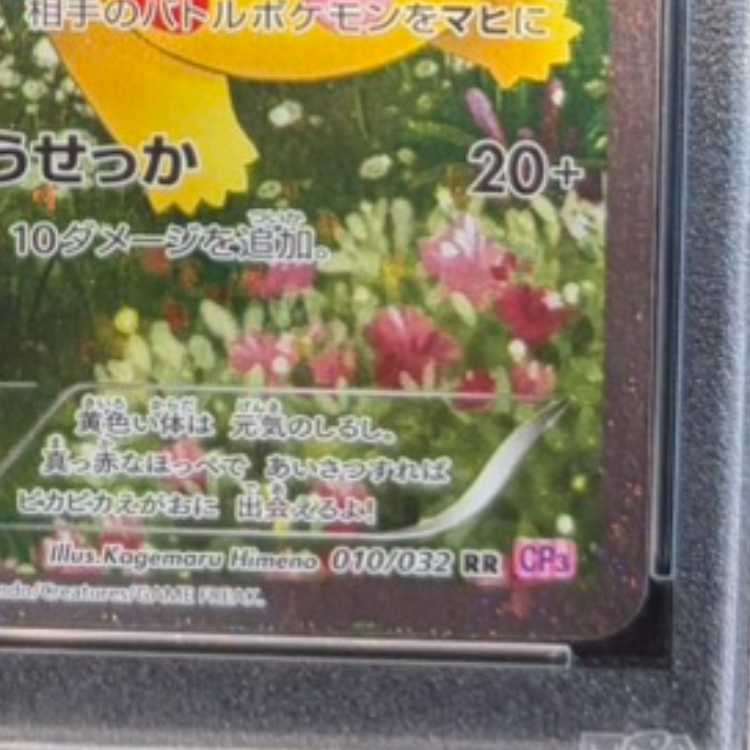 相手のバトルポケモンをマヒに
うせっか 20+
10ダメージを追加。
黄色い体は 元気のしるし。
真っ赤なほっぺで あいさつすれば
ピカピカえがおに 出会えるよ!
Illus.Kagemaru Himeno 010/032 RR CP3
ndo/Creatures/GAME FREAK.